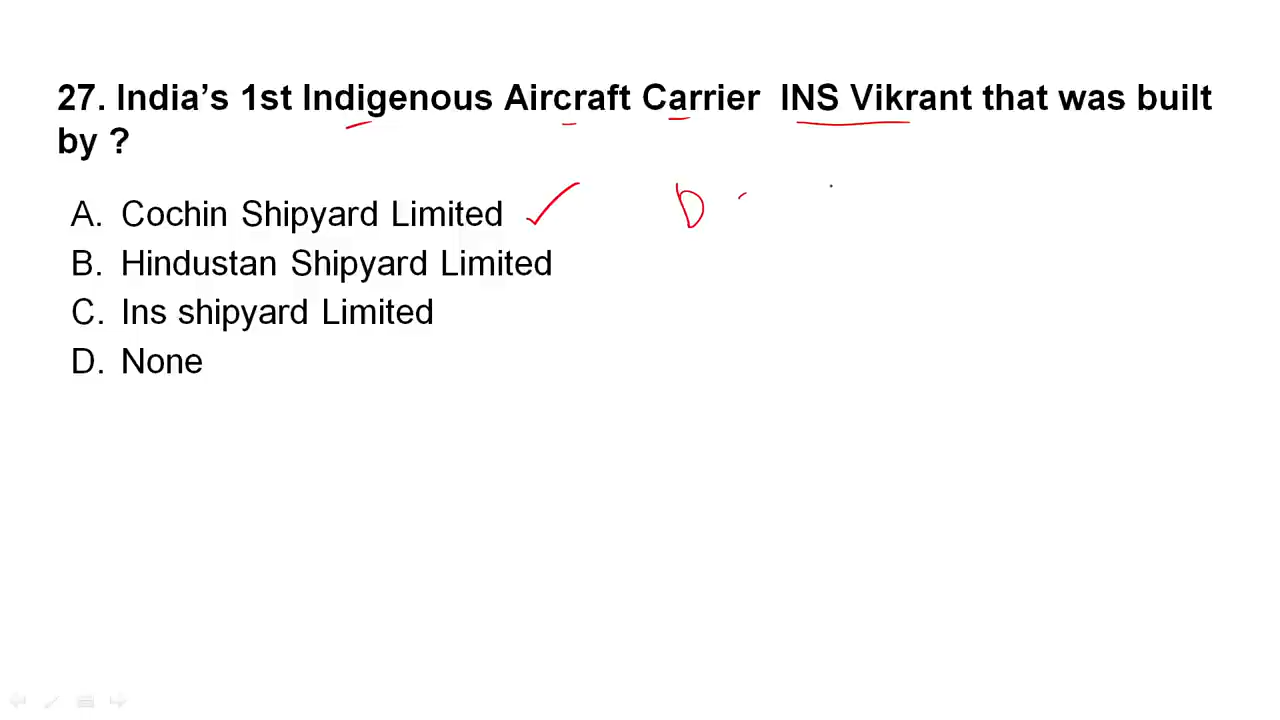 27. India’s 1st Indigenous Aircraft Carrier INS Vikrant that was built
by ?
A. Cochin Shipyard Limited D
B. Hindustan Shipyard Limited
C. Ins shipyard Limited
D. None